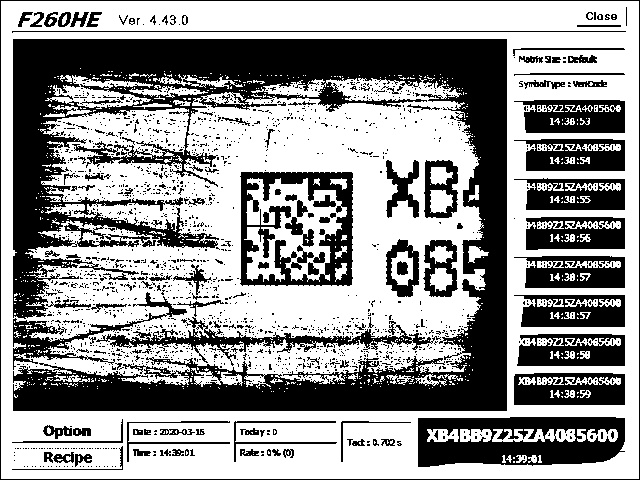 F260HE Ver. 4.43.0
Close
Matrix Size : Default
SymbolType : VeriCode
XB4BB9Z25ZA4085600
14:38:53
XB4BB9Z25ZA4085600
14:38:54
XB4BB9Z25ZA4085600
14:38:55
XB4BB9Z25ZA4085600
14:38:56
XB4BB9Z25ZA4085600
14:38:57
XB4BB9Z25ZA4085600
14:38:57
XB4BB9Z25ZA4085600
14:38:58
XB4BB9Z25ZA4085600
14:38:59
XB4
085
Option
Recipe
Date : 2020-03-16
Time : 14:39:01
Today : 0
Rate : 0% (0)
Tact : 0.702 s
XB4BB9Z25ZA4085600
14:39:01